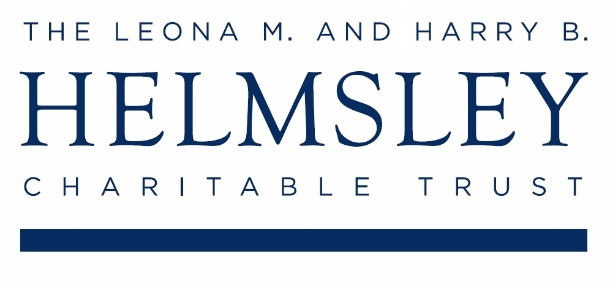 THE LEONA M. AND HARRY B.
HELMSLEY
CHARITABLE TRUST